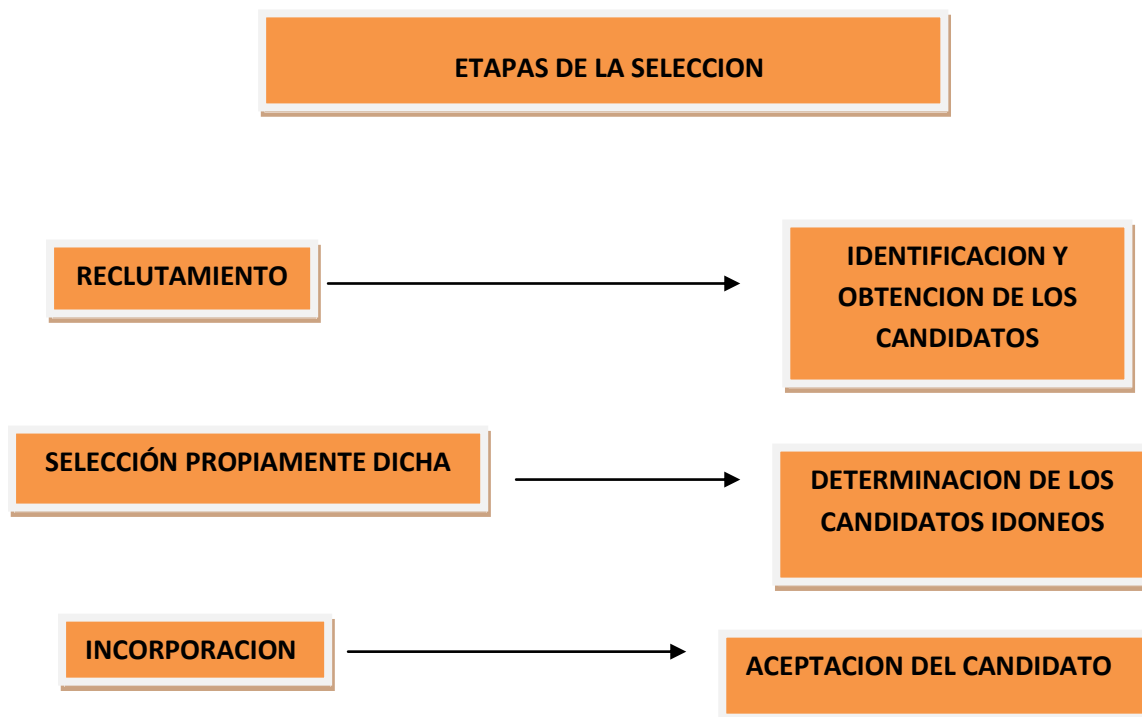 ETAPAS DE LA SELECCION
RECLUTAMIENTO
IDENTIFICACION Y
OBTENCION DE LOS
CANDIDATOS
SELECCIÓN PROPIAMENTE DICHA
DETERMINACION DE LOS
CANDIDATOS IDONEOS
INCORPORACION
ACEPTACION DEL CANDIDATO